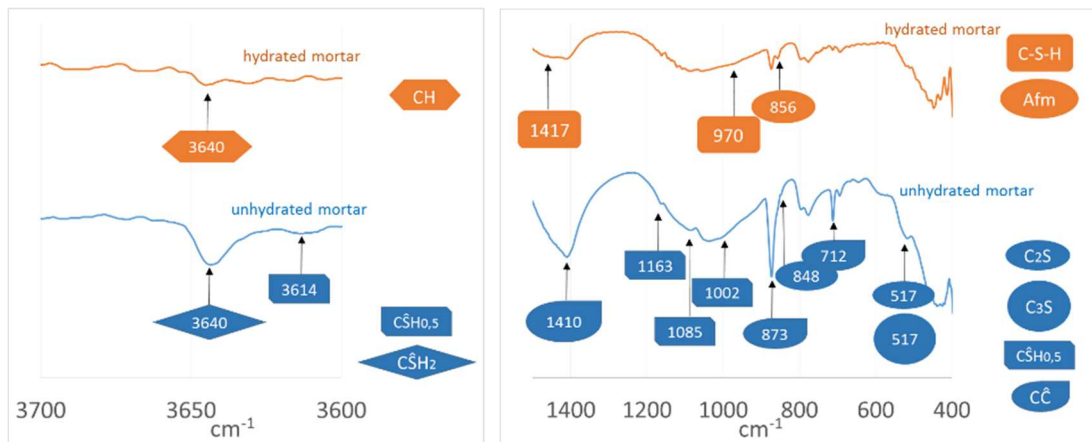 hydrated mortar
CH
3640
unhydrated mortar
3614
3640
CŜH0,5
CŜH2
3700
3650
3600
cm-1
hydrated mortar
C-S-H
Afm
856
1417
970
unhydrated mortar
C2S
712
1163
848
1002
517
C3S
1410
1085
873
517
CŜH0,5
CĈ
1400
1200
1000
800
600
400
cm-1